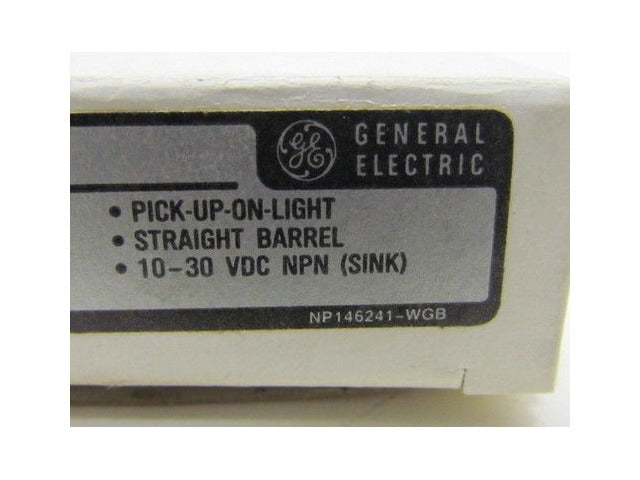 GE
GENERAL
ELECTRIC
• PICK-UP-ON-LIGHT
• STRAIGHT BARREL
• 10-30 VDC NPN (SINK)
NP146241-WGB